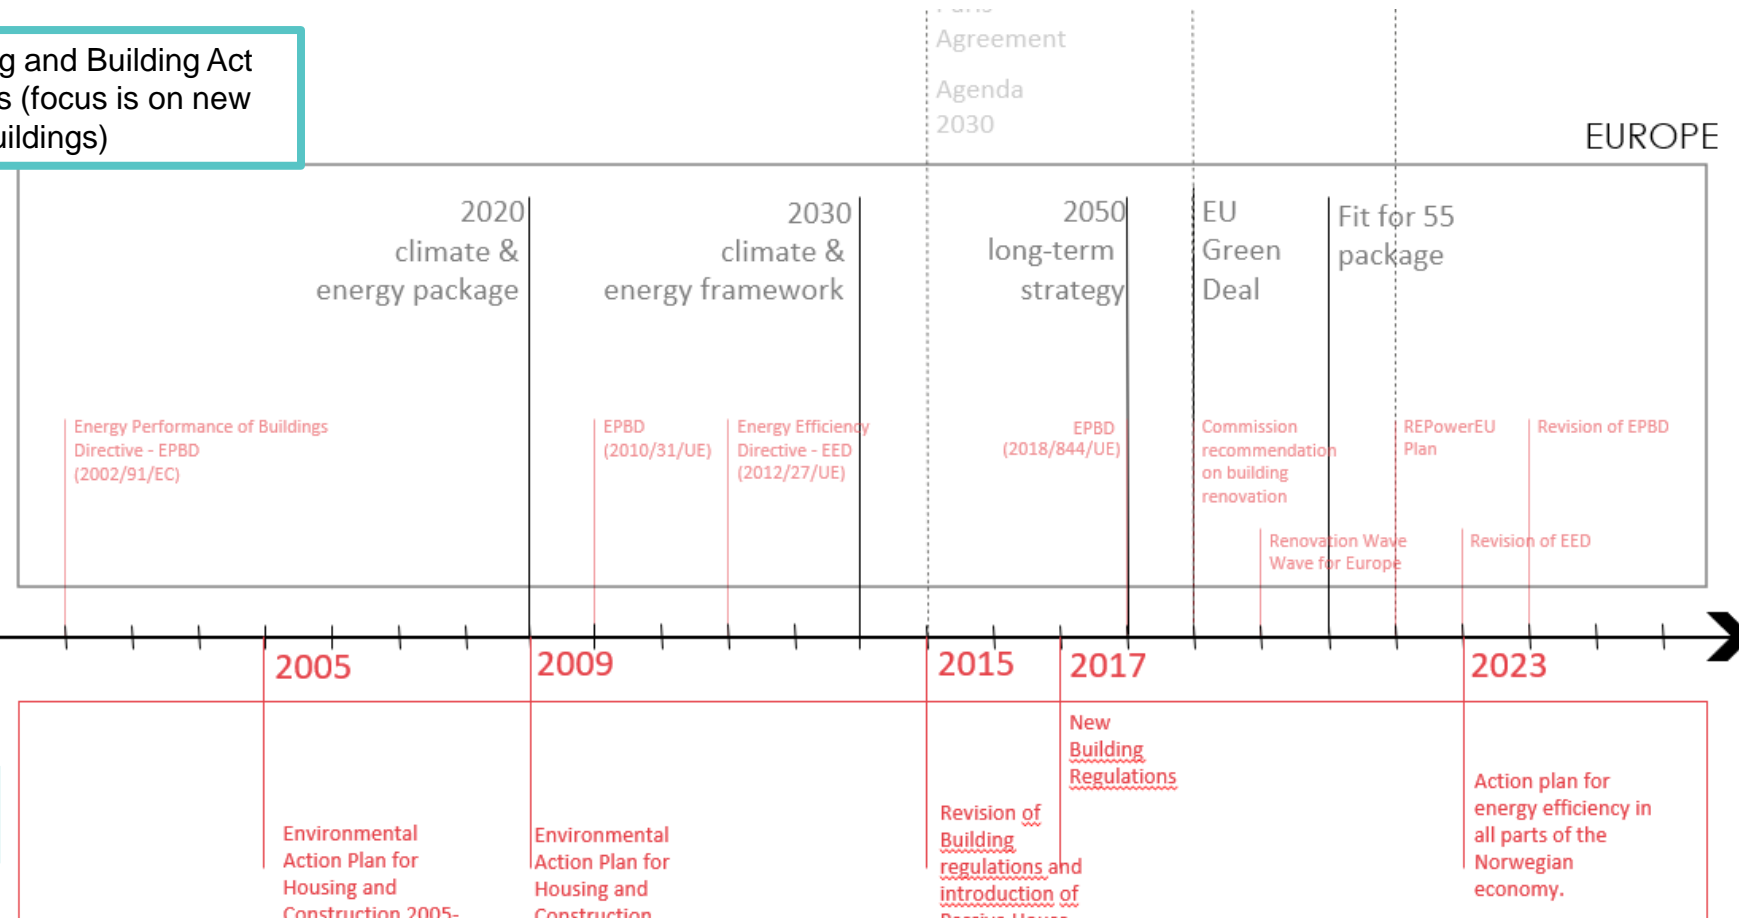 g and Building Act
s (focus is on new
uildings)
Agreement
Agenda
2030
EUROPE
2020
climate &
energy package
2030
climate &
energy framework
2050
long-term
strategy
EU
Green
Deal
Fit for 55
package
Energy Performance of Buildings
Directive - EPBD
(2002/91/EC)
EPBD
(2010/31/UE)
Energy Efficiency
Directive - EED
(2012/27/UE)
EPBD
(2018/844/UE)
Commission
recommendation
on building
renovation
REPowerEU
Plan
Revision of EPBD
Renovation Wave
Wave for Europe
Revision of EED
2005
2009
2015
2017
2023
New
Building
Regulations
Environmental
Action Plan for
Housing and
Construction 2005-
Environmental
Action Plan for
Housing and
Construction
Revision of
Building
regulations and
introduction of
Passive House
Action plan for
energy efficiency in
all parts of the
Norwegian
economy.